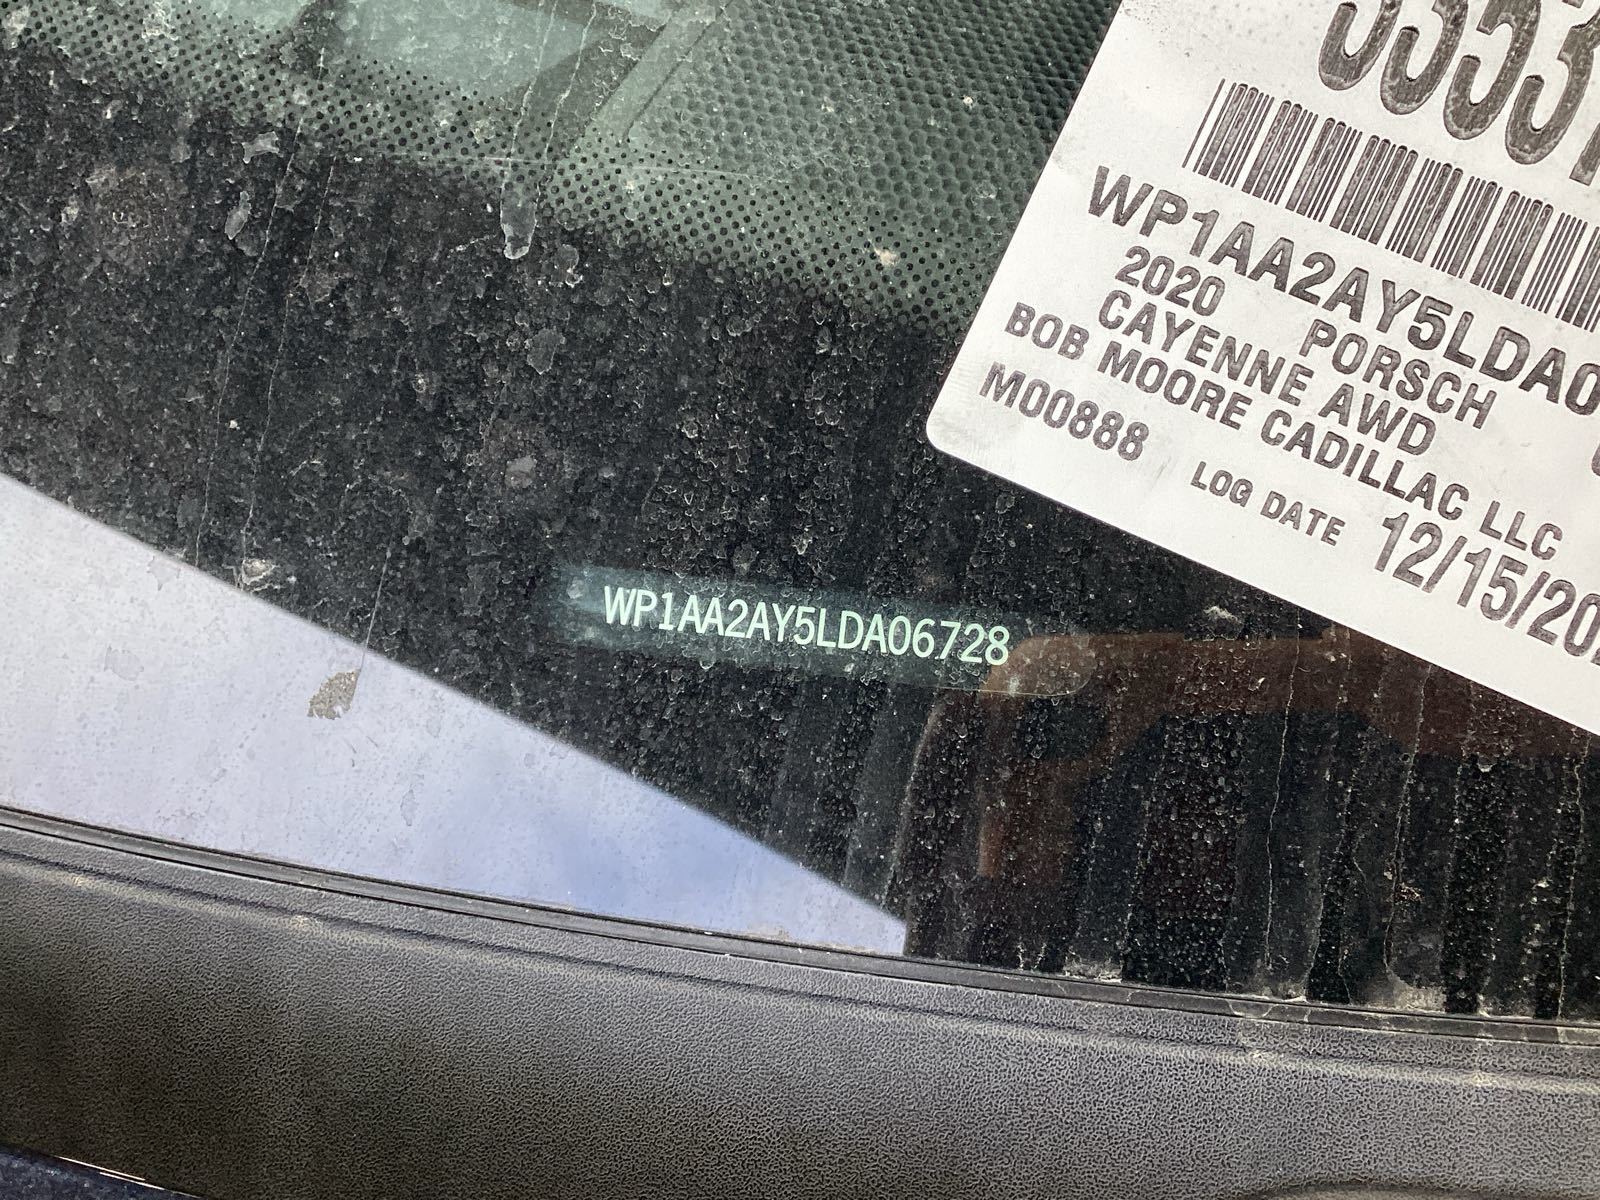 WP1AA2AY5LDA0
2020 PORSCH
CAYENNE AWD
BOB MOORE CADILLAC LLC
M00888
LOG DATE 12/15/20
WP1AA2AY5LDA06728